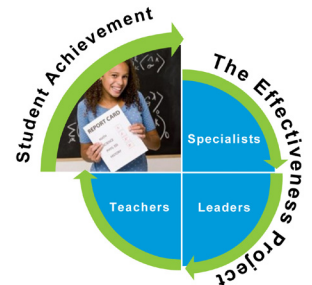 Student Achievement
The Effectiveness Project
REPORT CARD
Specialists
Teachers
Leaders